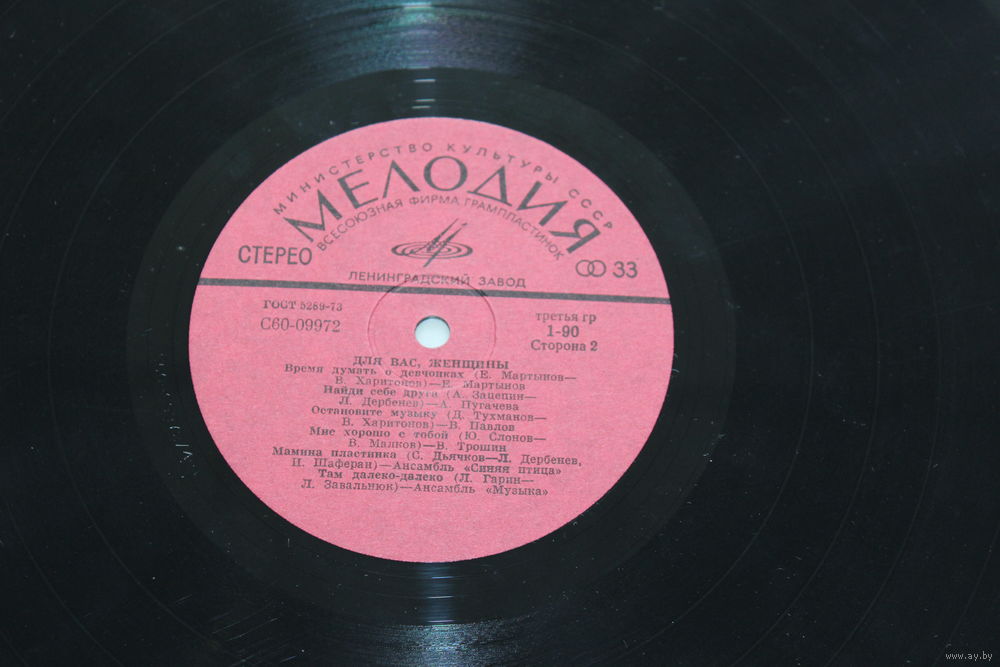 МИНИСТЕРСТВО КУЛЬТУРЫ СССР
МЕЛОДИЯ
ВСЕСОЮЗНАЯ ФИРМА ГРАМПЛАСТИНОК
СТЕРЕО
33
ЛЕНИНГРАДСКИЙ ЗАВОД
ГОСТ 5289-73
С60-09972
третья гр
1-90
Сторона 2
ДЛЯ ВАС, ЖЕНЩИНЫ
Время думать о девчонках (Е. Мартынов—
В. Харитонов)—Е. Мартынов
Найди себе друга (А. Зацепин—
Л. Дербенев)—А. Пугачева
Остановите музыку (Д. Тухманов—
В. Харитонов)—В. Павлов
Мне хорошо с тобой (Ю. Слонов—
В. Малков)—В. Трошин
Мамина пластинка (С. Дьячков—Л. Дербенев,
И. Шаферан)—Ансамбль «Синяя птица»
Там далеко-далеко (Л. Гарин—
Л. Завальнюк)—Ансамбль «Музыка»
www.ay.by